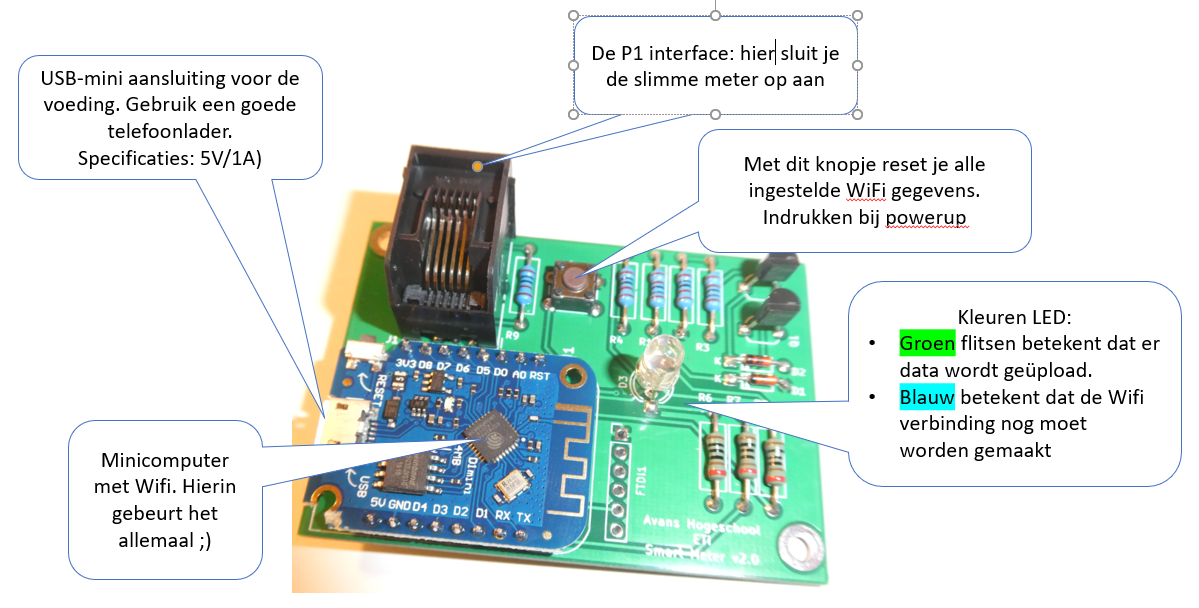 De P1 interface: hier sluit je
de slimme meter op aan
USB-mini aansluiting voor de
voeding. Gebruik een goede
telefoonlader.
Specificaties: 5V/1A)
Met dit knopje reset je alle
ingestelde WiFi gegevens.
Indrukken bij powerup
Kleuren LED:
• Groen flitsen betekent dat er
data wordt geüpload.
• Blauw betekent dat de Wifi
verbinding nog moet
worden gemaakt
Minicomputer
met Wifi. Hierin
gebeurt het
allemaal ;)
J1
R9
R4
R3
D3
R6
D2
D1
3V3 D8 D7 D6 D5 D0 A0 RST
RESET
USB
4MB
D1mini
5V GND D4 D3 D2 D1 RX TX
FTDI2
Avans Hogeschool
ETI
Smart Meter v2.0